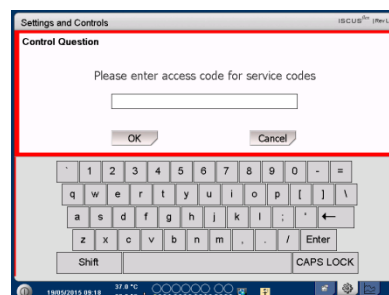 Settings and Controls
ISCUS
Control Question
Please enter access code for service codes
OK Cancel
` 1 2 3 4 5 6 7 8 9 0 - =
q w e r t y u i o p [ ] \
a s d f g h j k l ; ' ←
z x c v b n m , . / Enter
Shift CAPS LOCK
19/05/2015 09:18 37.0 °C